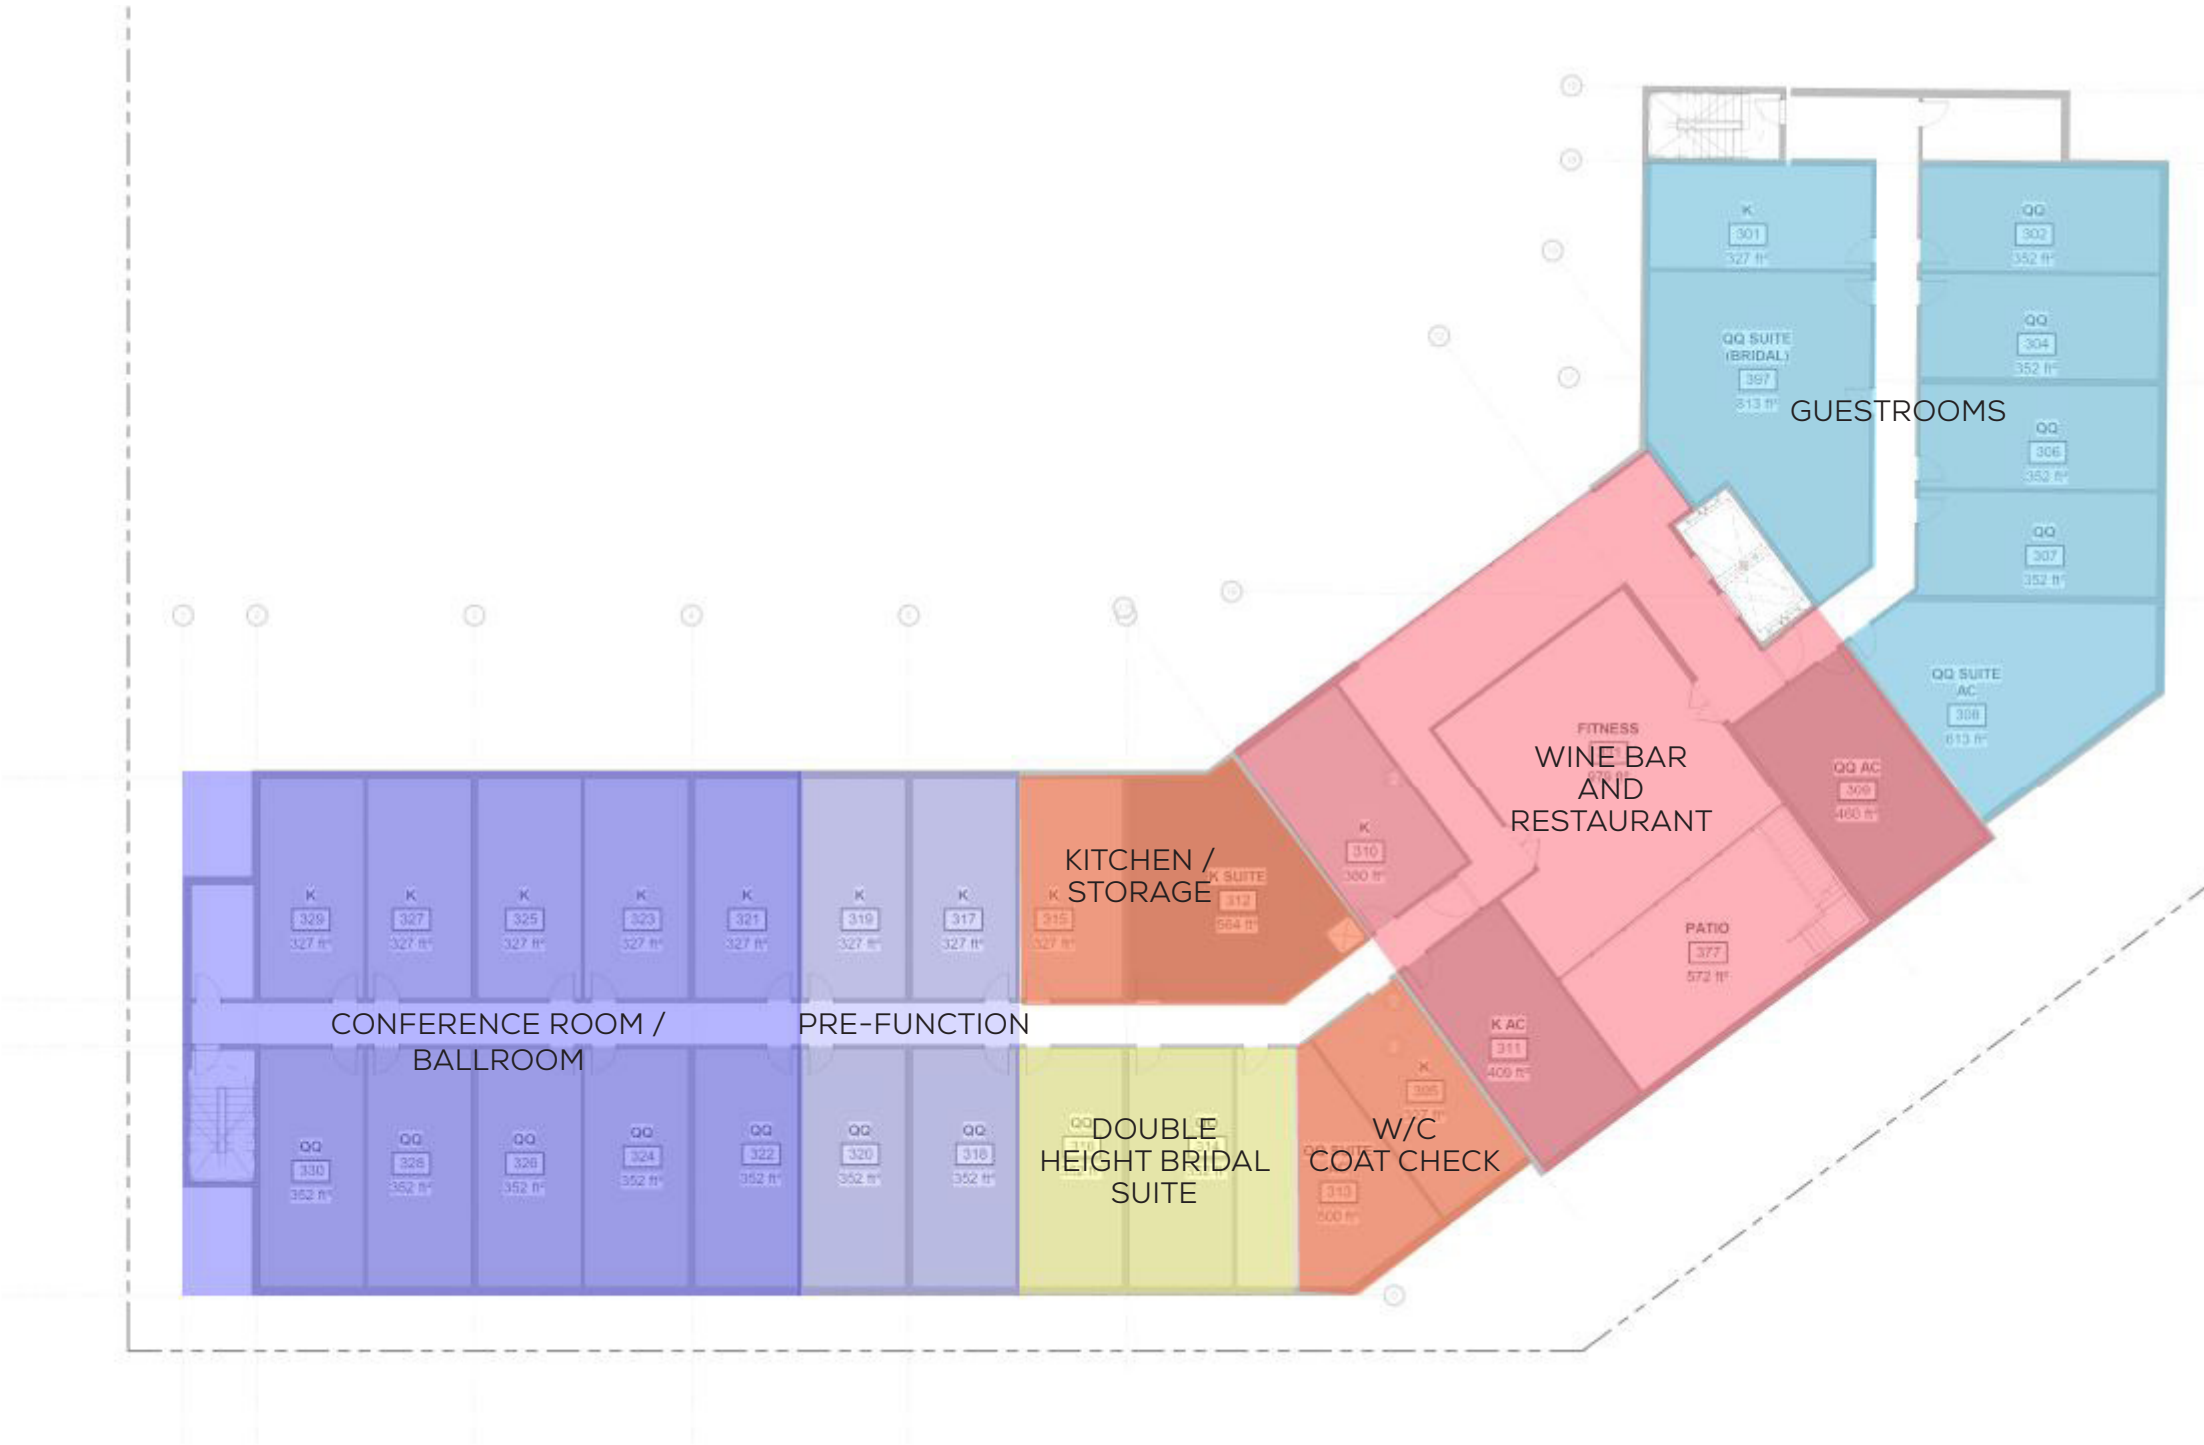 K
301
327 ft²
QQ
302
352 ft²
QQ SUITE
(BRIDAL)
397
813 ft²
QQ
304
352 ft²
GUESTROOMS
QQ
306
352 ft²
QQ
307
352 ft²
QQ SUITE
AC
308
613 ft²
FITNESS
WINE BAR
AND
RESTAURANT
QQ AC
309
K
310
380 ft²
PATIO
377
572 ft²
K AC
311
409 ft²
KITCHEN /
STORAGE
K SUITE
312
564 ft²
K
315
327 ft²
K
317
327 ft²
K
319
327 ft²
K
321
327 ft²
K
323
327 ft²
K
325
327 ft²
K
327
327 ft²
K
329
327 ft²
CONFERENCE ROOM /
BALLROOM
PRE-FUNCTION
QQ
330
352 ft²
QQ
328
352 ft²
QQ
326
352 ft²
QQ
324
352 ft²
QQ
322
352 ft²
QQ
320
352 ft²
QQ
318
352 ft²
DOUBLE
HEIGHT BRIDAL
SUITE
K
W/C
COAT CHECK
313
500 ft²